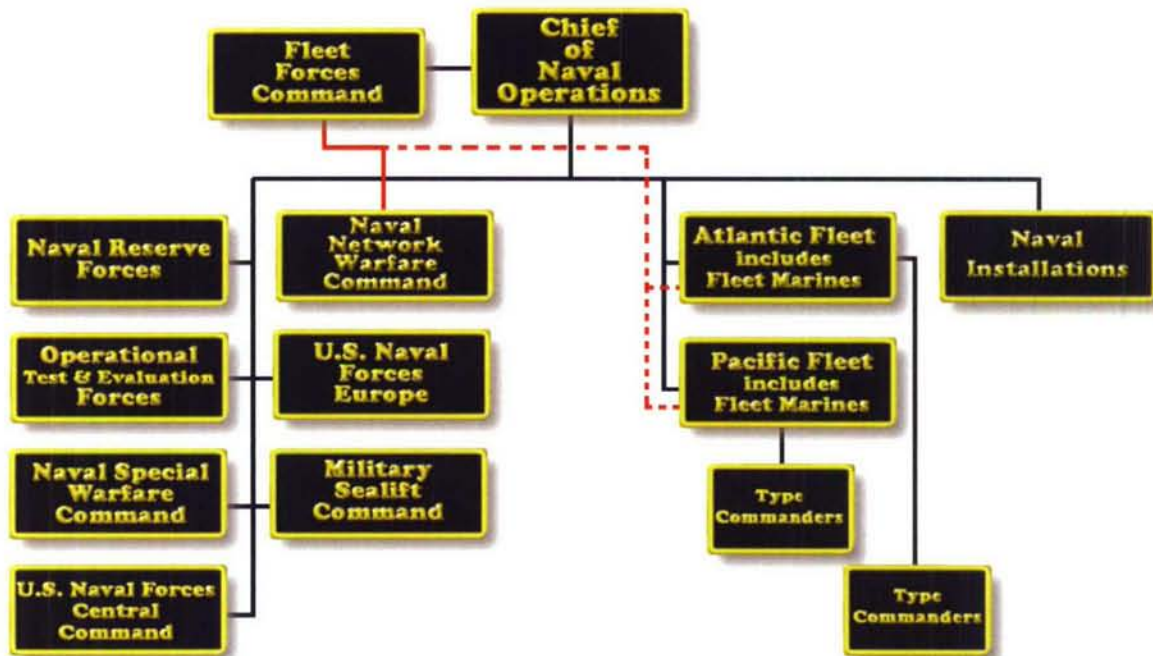 Fleet
Forces
Command
Chief
of
Naval
Operations
Naval Reserve
Forces
Naval
Network
Warfare
Command
Atlantic Fleet
includes
Fleet Marines
Naval
Installations
Operational
Test & Evaluation
Forces
U.S. Naval
Forces
Europe
Pacific Fleet
includes
Fleet Marines
Naval Special
Warfare
Command
Military
Sealift
Command
Type
Commanders
U.S. Naval Forces
Central
Command
Type
Commanders